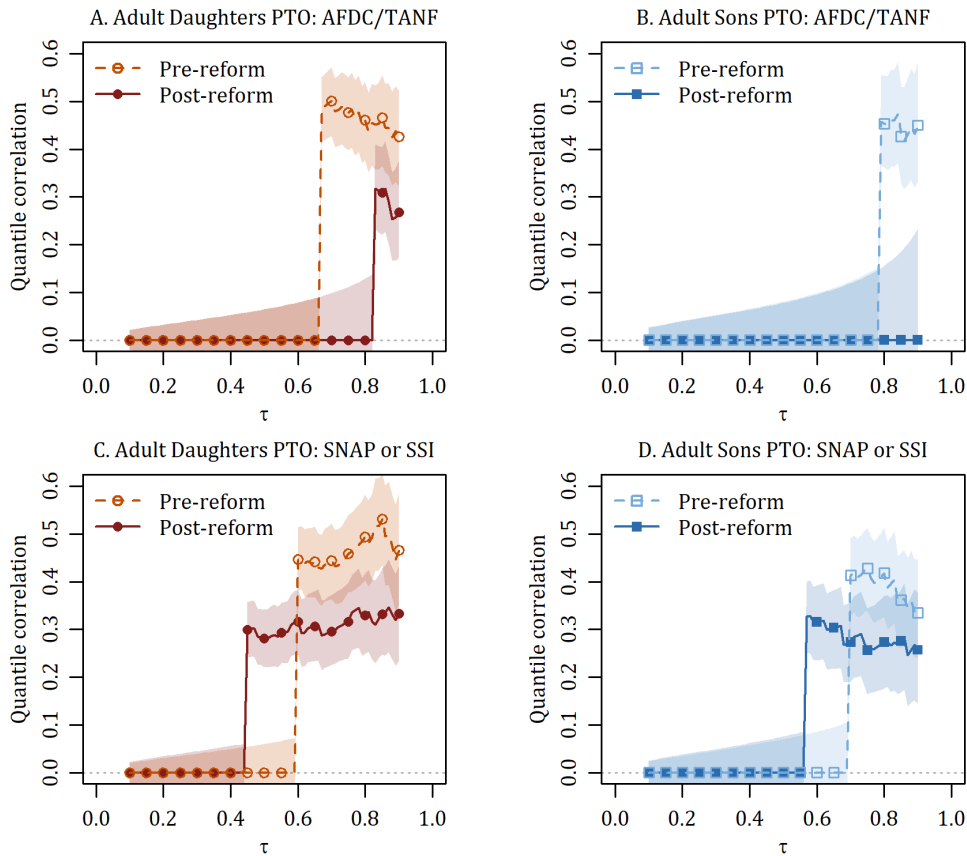 A. Adult Daughters PTO: AFDC/TANF
Quantile correlation
0.0 0.1 0.2 0.3 0.4 0.5 0.6
Pre-reform
Post-reform
0.0 0.2 0.4 0.6 0.8 1.0
τ
B. Adult Sons PTO: AFDC/TANF
Quantile correlation
0.0 0.1 0.2 0.3 0.4 0.5 0.6
Pre-reform
Post-reform
0.0 0.2 0.4 0.6 0.8 1.0
τ
C. Adult Daughters PTO: SNAP or SSI
Quantile correlation
0.0 0.1 0.2 0.3 0.4 0.5 0.6
Pre-reform
Post-reform
0.0 0.2 0.4 0.6 0.8 1.0
τ
D. Adult Sons PTO: SNAP or SSI
Quantile correlation
0.0 0.1 0.2 0.3 0.4 0.5 0.6
Pre-reform
Post-reform
0.0 0.2 0.4 0.6 0.8 1.0
τ